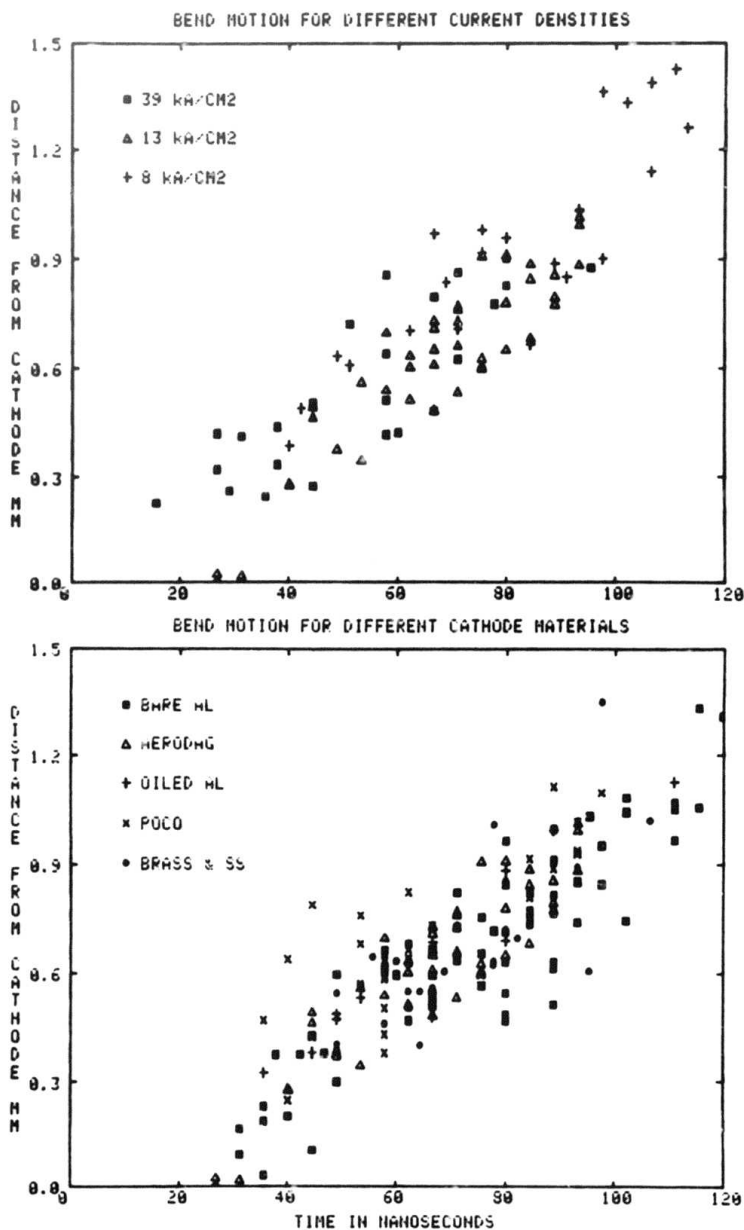 BEND MOTION FOR DIFFERENT CURRENT DENSITIES
DISTANCE FROM CATHODE MM
1.5
1.2
0.9
0.6
0.3
0.0
39 kA/CM2
13 kA/CM2
8 kA/CM2
0 20 40 60 80 100 120
BEND MOTION FOR DIFFERENT CATHODE MATERIALS
DISTANCE FROM CATHODE MM
1.5
1.2
0.9
0.6
0.3
0.0
BARE AL
AERODAG
OILED AL
POCO
BRASS & SS
0 20 40 60 80 100 120
TIME IN NANOSECONDS